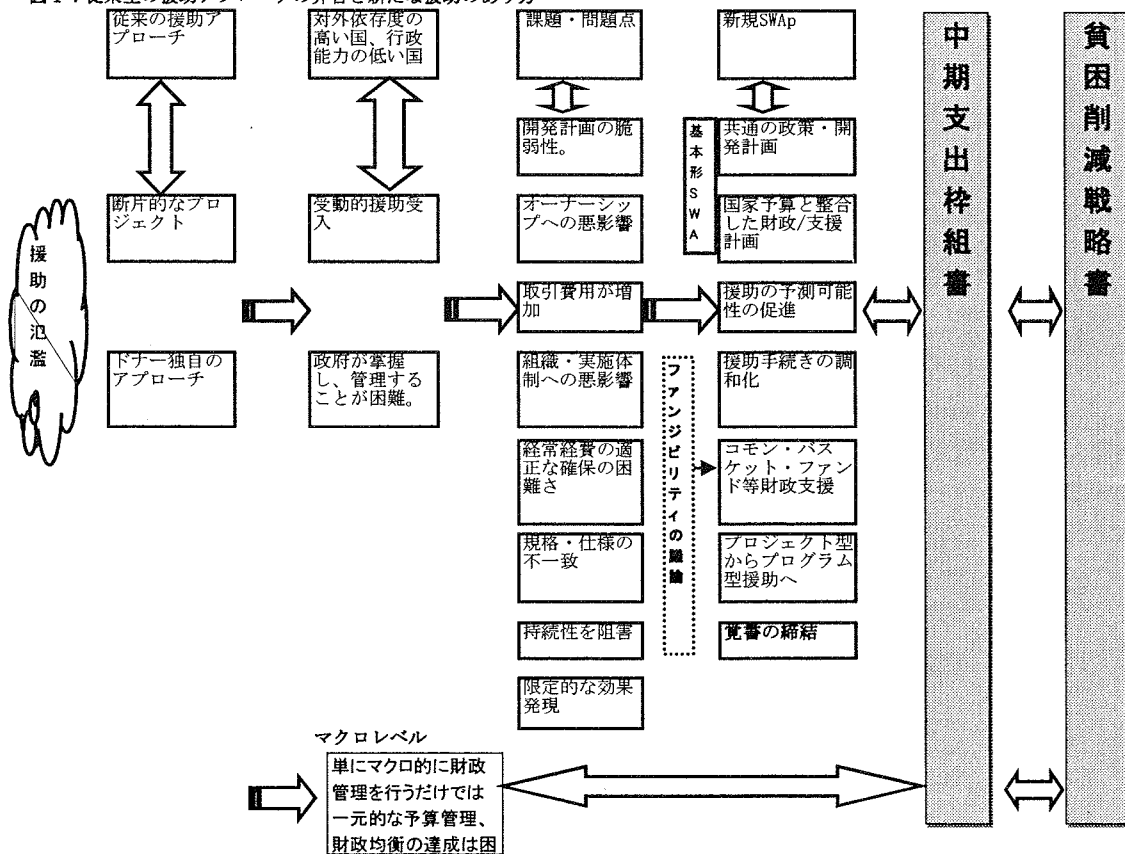 従来の援助ア
プローチ
対外依存度の
高い国、行政
能力の低い国
課題・問題点
新規SWAp
中期支出枠組書
貧困削減戦略書
開発計画の脆
弱性。
基本形SWA
共通の政策・開
発計画
援助の氾濫
断片的なプロ
ジェクト
受動的援助受
入
オーナーシッ
プへの悪影響
国家予算と整合
した財政/支援
計画
取引費用が増
加
援助の予測可能
性の促進
ドナー独自の
アプローチ
政府が掌握
し、管理する
ことが困難。
組織・実施体
制への悪影響
ファンジビリティの議論
援助手続きの調
和化
経常経費の適
正な確保の困
難さ
コモン・バス
ケット・ファン
ド等財政支援
規格・仕様の
不一致
プロジェクト型
からプログラム
型援助へ
持続性を阻害
覚書の締結
限定的な効果
発現
マクロレベル
単にマクロ的に財政
管理を行うだけでは
一元的な予算管理、
財政均衡の達成は困